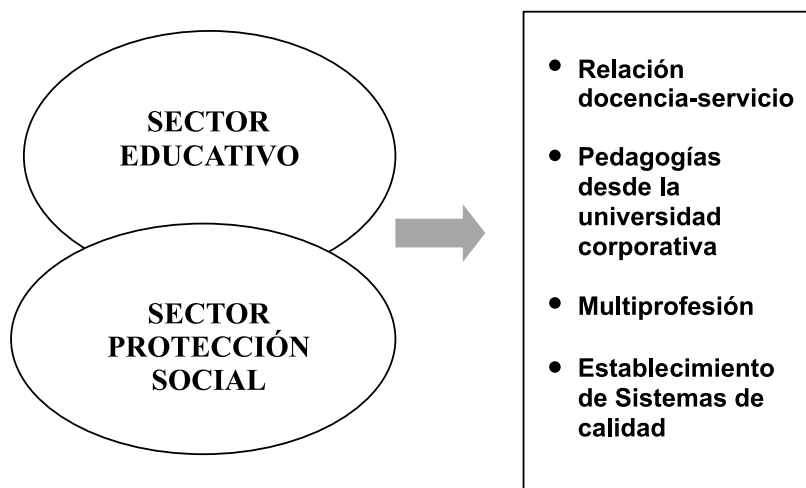 SECTOR
EDUCATIVO
SECTOR
PROTECCIÓN
SOCIAL
• Relación
docencia-servicio
• Pedagogías
desde la
universidad
corporativa
• Multiprofesión
• Establecimiento
de Sistemas de
calidad